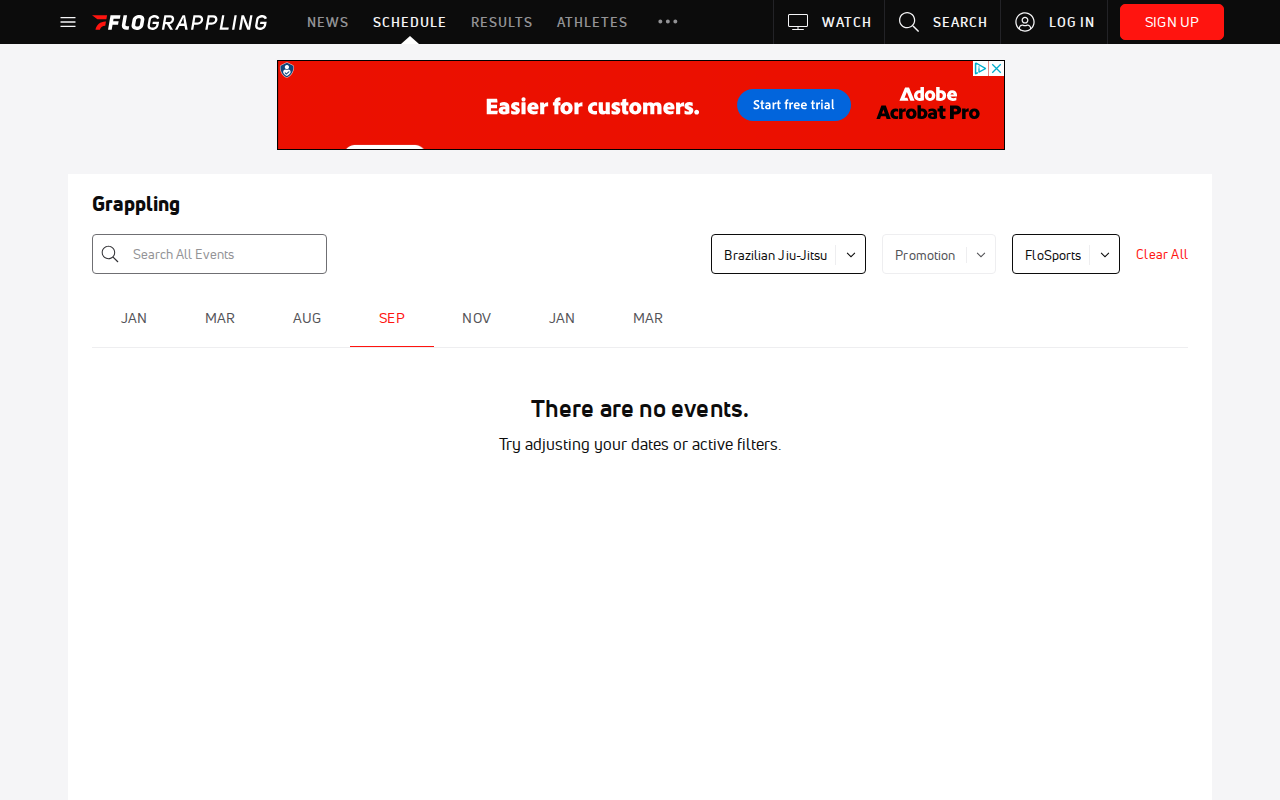 FLOGRAPPLING NEWS SCHEDULE RESULTS ATHLETES ••• WATCH SEARCH LOG IN SIGN UP
Easier for customers. Start free trial Adobe
Acrobat Pro
Grappling
Search All Events Brazilian Jiu-Jitsu Promotion FloSports Clear All
JAN MAR AUG SEP NOV JAN MAR
There are no events.
Try adjusting your dates or active filters.